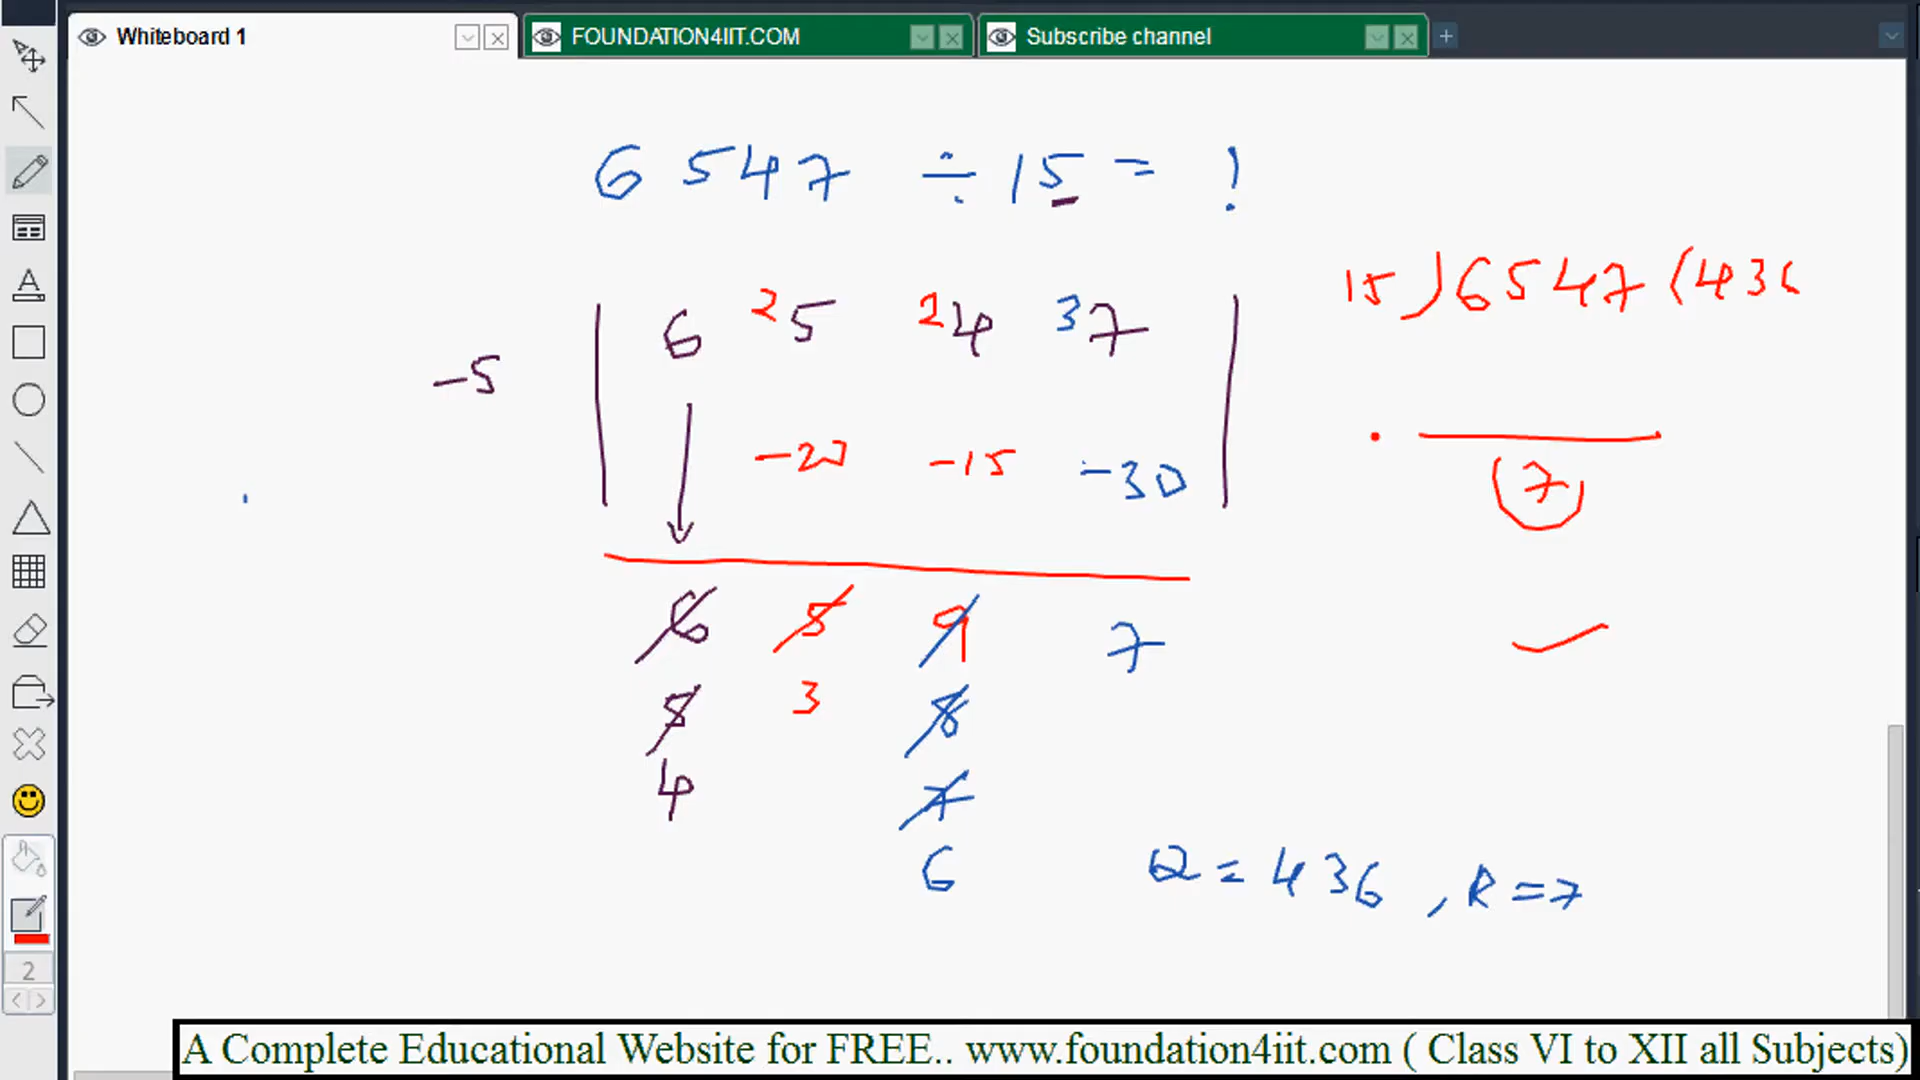 Whiteboard 1 FOUNDATION4IIT.COM Subscribe channel
6547 ÷ 15 = !
15)6547(436
6 25 24 37
-5
-20 -15 -30
7
6 5 9 7
8 3 8
4 7
6
Q = 436, R = 7
2
A Complete Educational Website for FREE.. www.foundation4iit.com ( Class VI to XII all Subjects)